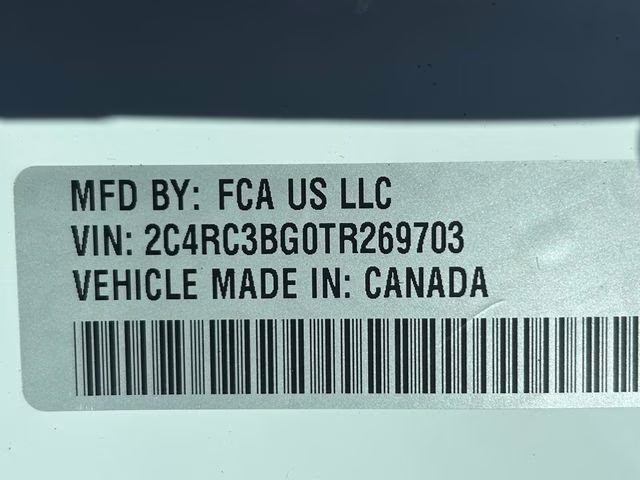 MFD BY: FCA US LLC
VIN: 2C4RC3BG0TR269703
VEHICLE MADE IN: CANADA